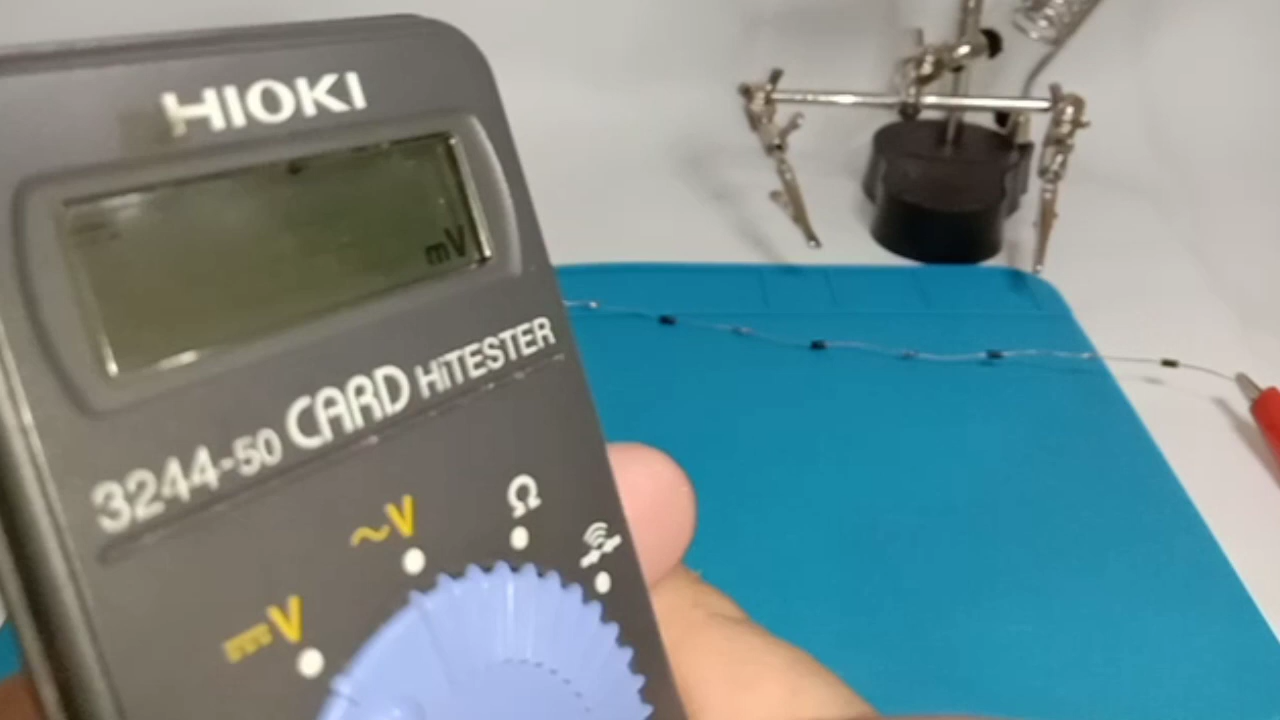 HIOKI
mV
3244-50 CARD HiTESTER
~V
Ω
⎓V